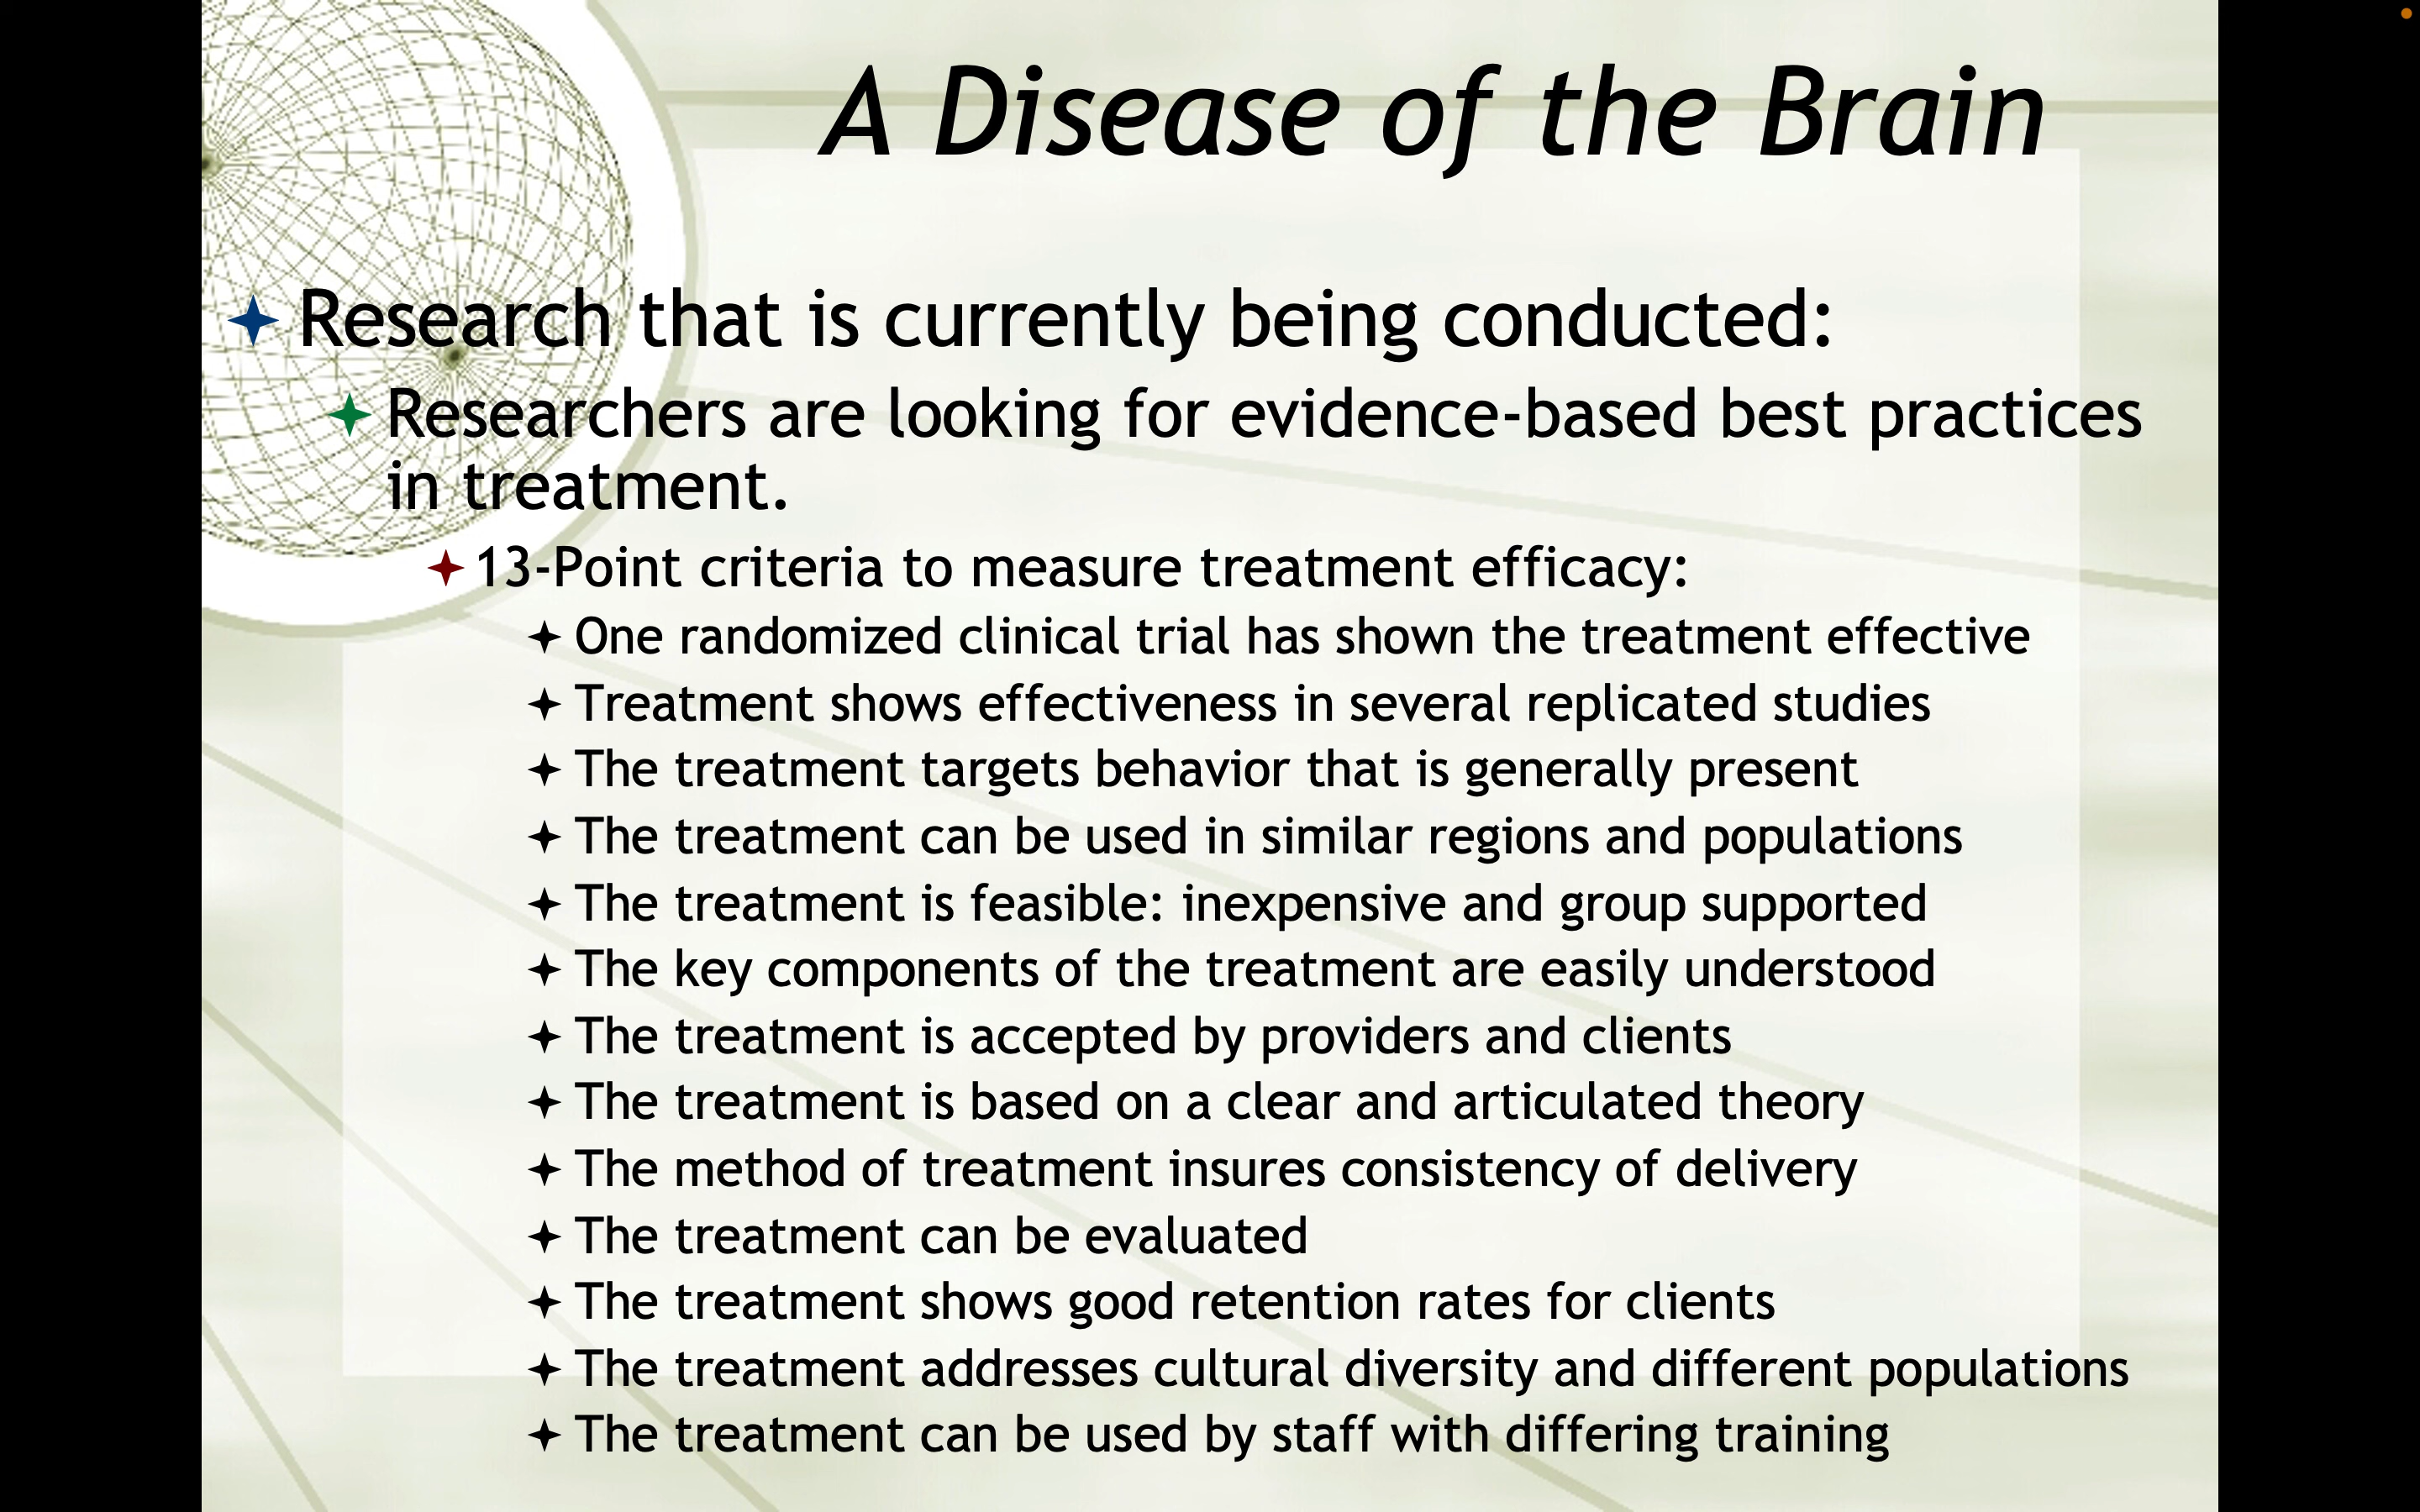 A Disease of the Brain
Research that is currently being conducted:
Researchers are looking for evidence-based best practices
in treatment.
13-Point criteria to measure treatment efficacy:
One randomized clinical trial has shown the treatment effective
Treatment shows effectiveness in several replicated studies
The treatment targets behavior that is generally present
The treatment can be used in similar regions and populations
The treatment is feasible: inexpensive and group supported
The key components of the treatment are easily understood
The treatment is accepted by providers and clients
The treatment is based on a clear and articulated theory
The method of treatment insures consistency of delivery
The treatment can be evaluated
The treatment shows good retention rates for clients
The treatment addresses cultural diversity and different populations
The treatment can be used by staff with differing training